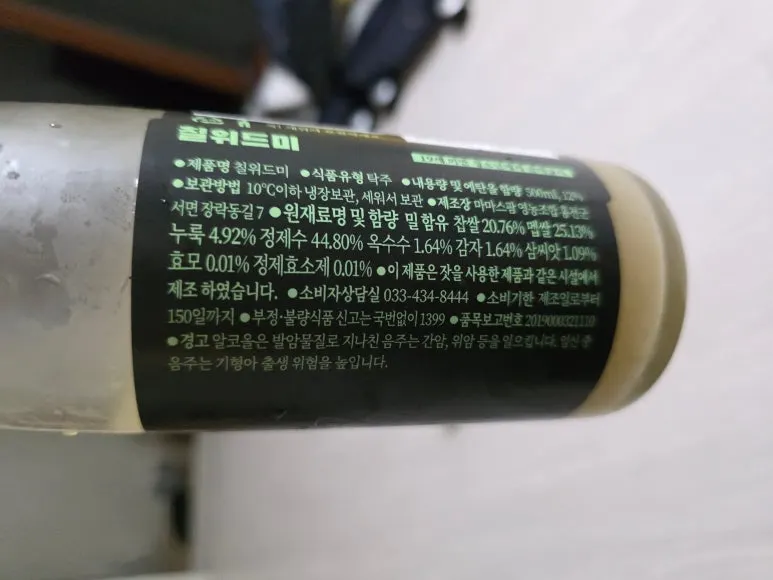 칠위드미
●제품명 칠위드미 ●식품유형 탁주 ●내용량 및 에탄올 함량 500ml, 12%
●보관방법 10℃이하 냉장보관, 세워서 보관 ●제조장 마마스팜 영농조합 홍천군
서면 장락동길 7 ●원재료명 및 함량 밀 함유 찹쌀 20.76% 멥쌀 25.13%
누룩 4.92% 정제수 44.80% 옥수수 1.64% 감자 1.64% 삼씨앗 1.09%
효모 0.01% 정제효소제 0.01% ●이 제품은 잣을 사용한 제품과 같은 시설에서
제조 하였습니다. ●소비자상담실 033-434-8444 ●소비기한 제조일로부터
150일까지 ●부정·불량식품 신고는 국번없이 1399 ●품목보고번호 2019000321110
●경고 알코올은 발암물질로 지나친 음주는 간암, 위암 등을 일으킵니다. 임신 중
음주는 기형아 출생 위험을 높입니다.